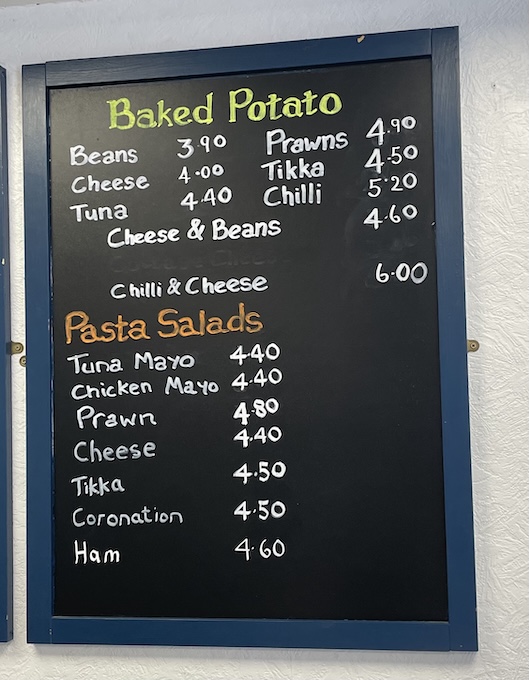 Baked Potato
Beans 3.90 Prawns 4.90
Cheese 4.00 Tikka 4.50
Tuna 4.40 Chilli 5.20
Cheese & Beans 4.60
Chilli & Cheese 6.00
Pasta Salads
Tuna Mayo 4.40
Chicken Mayo 4.40
Prawn 4.80
Cheese 4.40
Tikka 4.50
Coronation 4.50
Ham 4.60